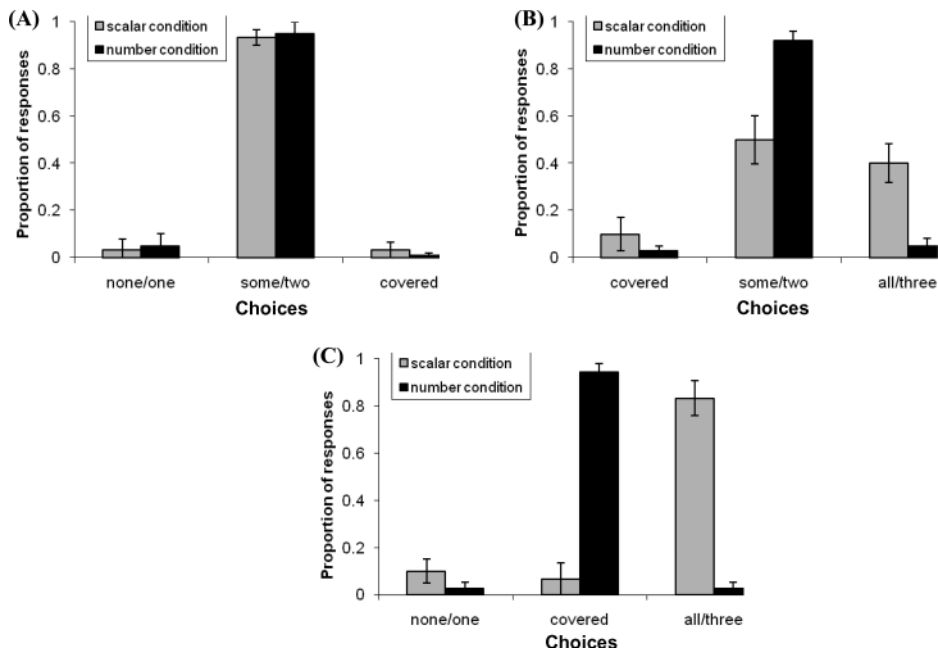 (A)
1
0.8
0.6
0.4
0.2
0
Proportion of responses
scalar condition
number condition
none/one some/two covered
Choices
(B)
1
0.8
0.6
0.4
0.2
0
Proportion of responses
scalar condition
number condition
covered some/two all/three
Choices
(C)
1
0.8
0.6
0.4
0.2
0
Proportion of responses
scalar condition
number condition
none/one covered all/three
Choices